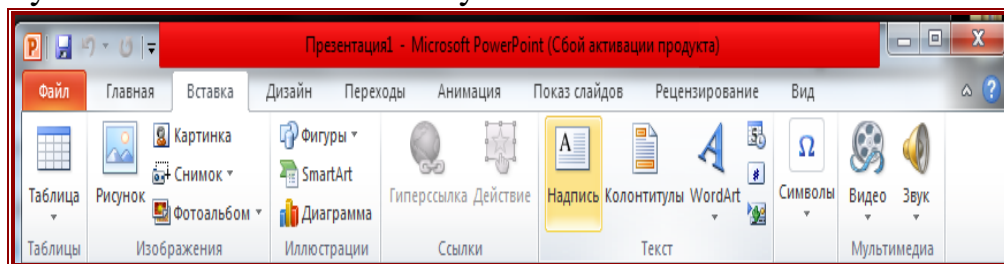 Презентация1 - Microsoft PowerPoint (Сбой активации продукта)
Файл Главная Вставка Дизайн Переходы Анимация Показ слайдов Рецензирование Вид
Таблица
Рисунок
Картинка
Снимок
Фотоальбом
Фигуры
SmartArt
Диаграмма
Гиперссылка Действие
Надпись Колонтитулы WordArt
Символы
Видео Звук
Таблицы Изображения Иллюстрации Ссылки Текст Мультимедиа